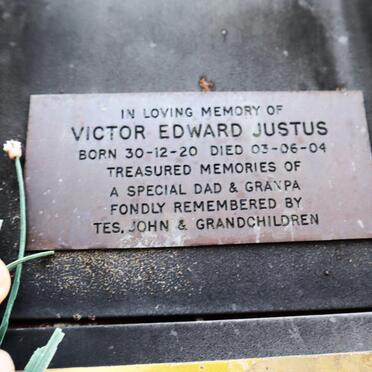 IN LOVING MEMORY OF
VICTOR EDWARD JUSTUS
BORN 30-12-20 DIED 03-06-04
TREASURED MEMORIES OF
A SPECIAL DAD & GRANPA
FONDLY REMEMBERED BY
TES, JOHN & GRANDCHILDREN